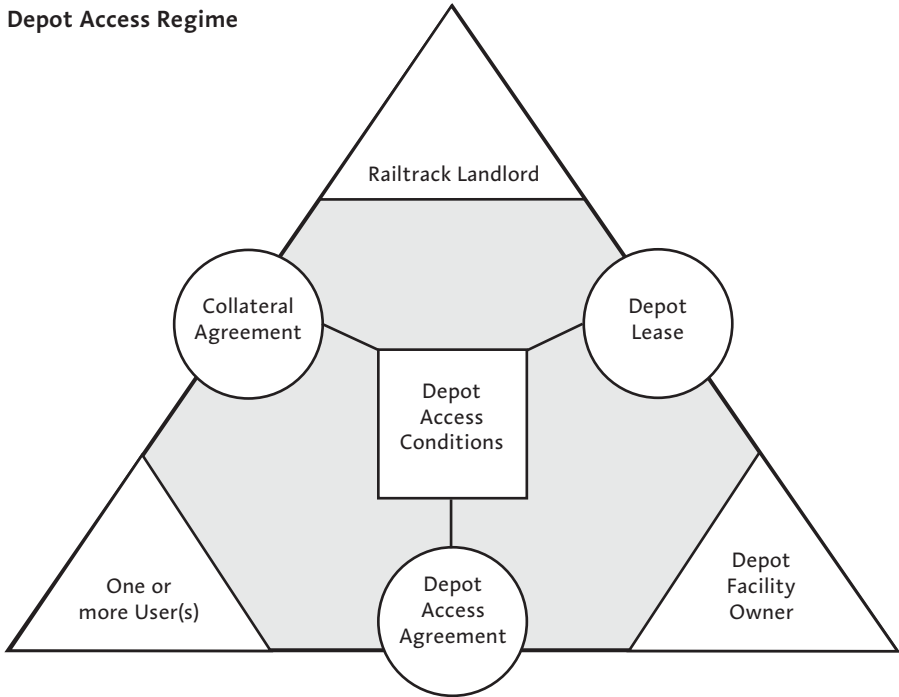 Depot Access Regime
Railtrack Landlord
Collateral
Agreement
Depot
Lease
Depot
Access
Conditions
One or
more User(s)
Depot
Access
Agreement
Depot
Facility
Owner